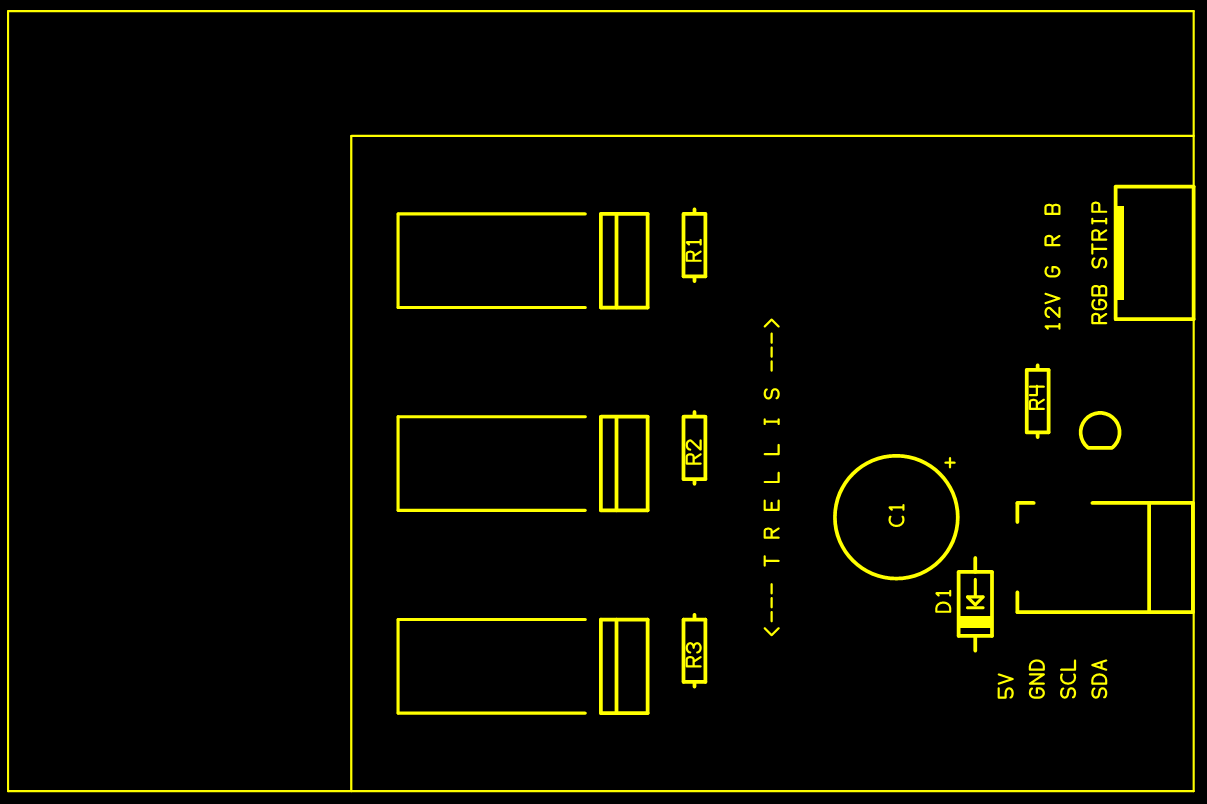 R1
R2
R3
<--- T R E L L I S --->
C1
+
D1
12V G R B
RGB STRIP
R4
5V
GND
SCL
SDA